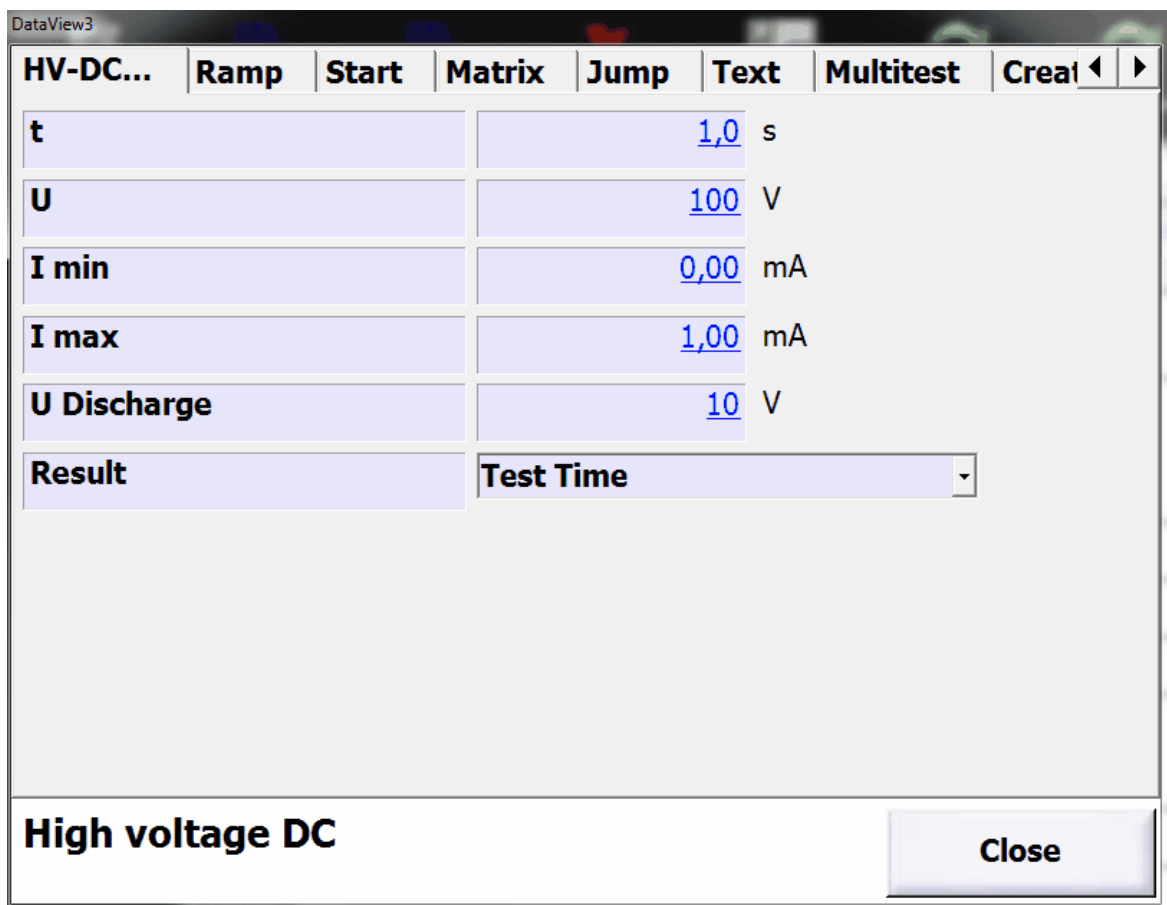 DataView3
HV-DC... Ramp Start Matrix Jump Text Multitest Creat
t 1,0 s
U 100 V
I min 0,00 mA
I max 1,00 mA
U Discharge 10 V
Result Test Time
High voltage DC
Close